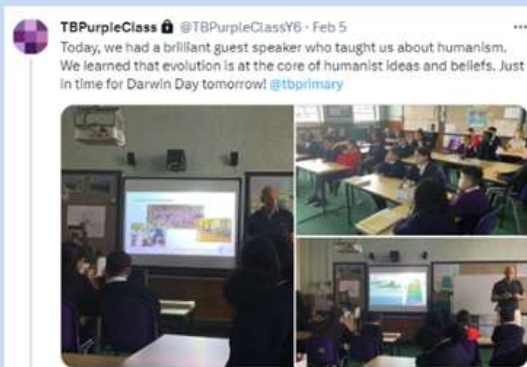 TBPurpleClass @TBPurpleClassY6 · Feb 5
Today, we had a brilliant guest speaker who taught us about humanism.
We learned that evolution is at the core of humanist ideas and beliefs. Just
in time for Darwin Day tomorrow! @tbprimary